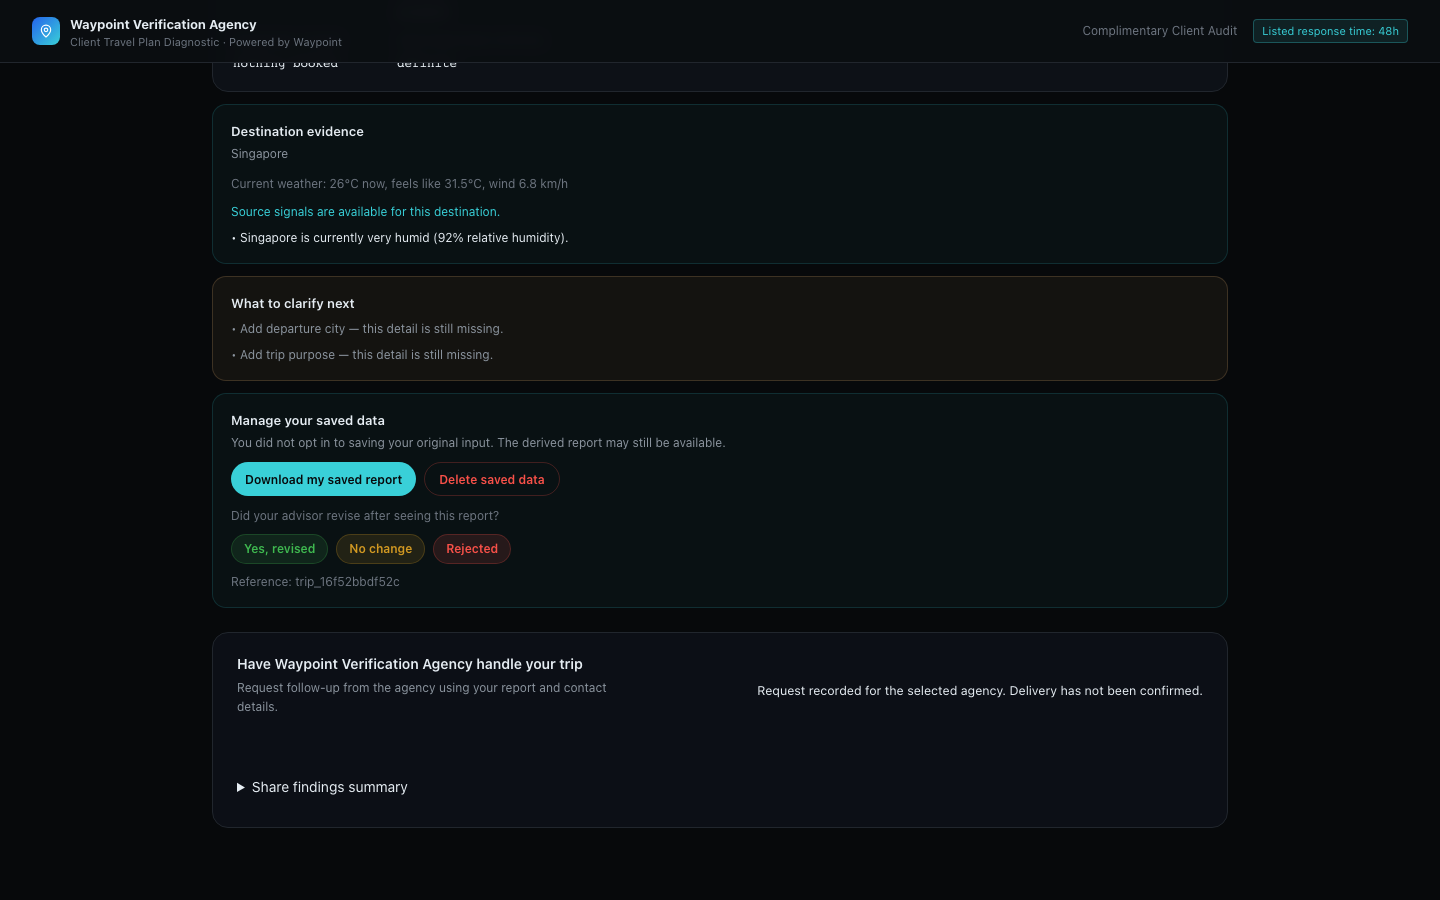 Waypoint Verification Agency
Client Travel Plan Diagnostic · Powered by Waypoint
Complimentary Client Audit
Listed response time: 48h
nothing booked
definite
Destination evidence
Singapore
Current weather: 26°C now, feels like 31.5°C, wind 6.8 km/h
Source signals are available for this destination.
• Singapore is currently very humid (92% relative humidity).
What to clarify next
• Add departure city — this detail is still missing.
• Add trip purpose — this detail is still missing.
Manage your saved data
You did not opt in to saving your original input. The derived report may still be available.
Download my saved report
Delete saved data
Did your advisor revise after seeing this report?
Yes, revised
No change
Rejected
Reference: trip_16f52bbdf52c
Have Waypoint Verification Agency handle your trip
Request follow-up from the agency using your report and contact
details.
Request recorded for the selected agency. Delivery has not been confirmed.
Share findings summary